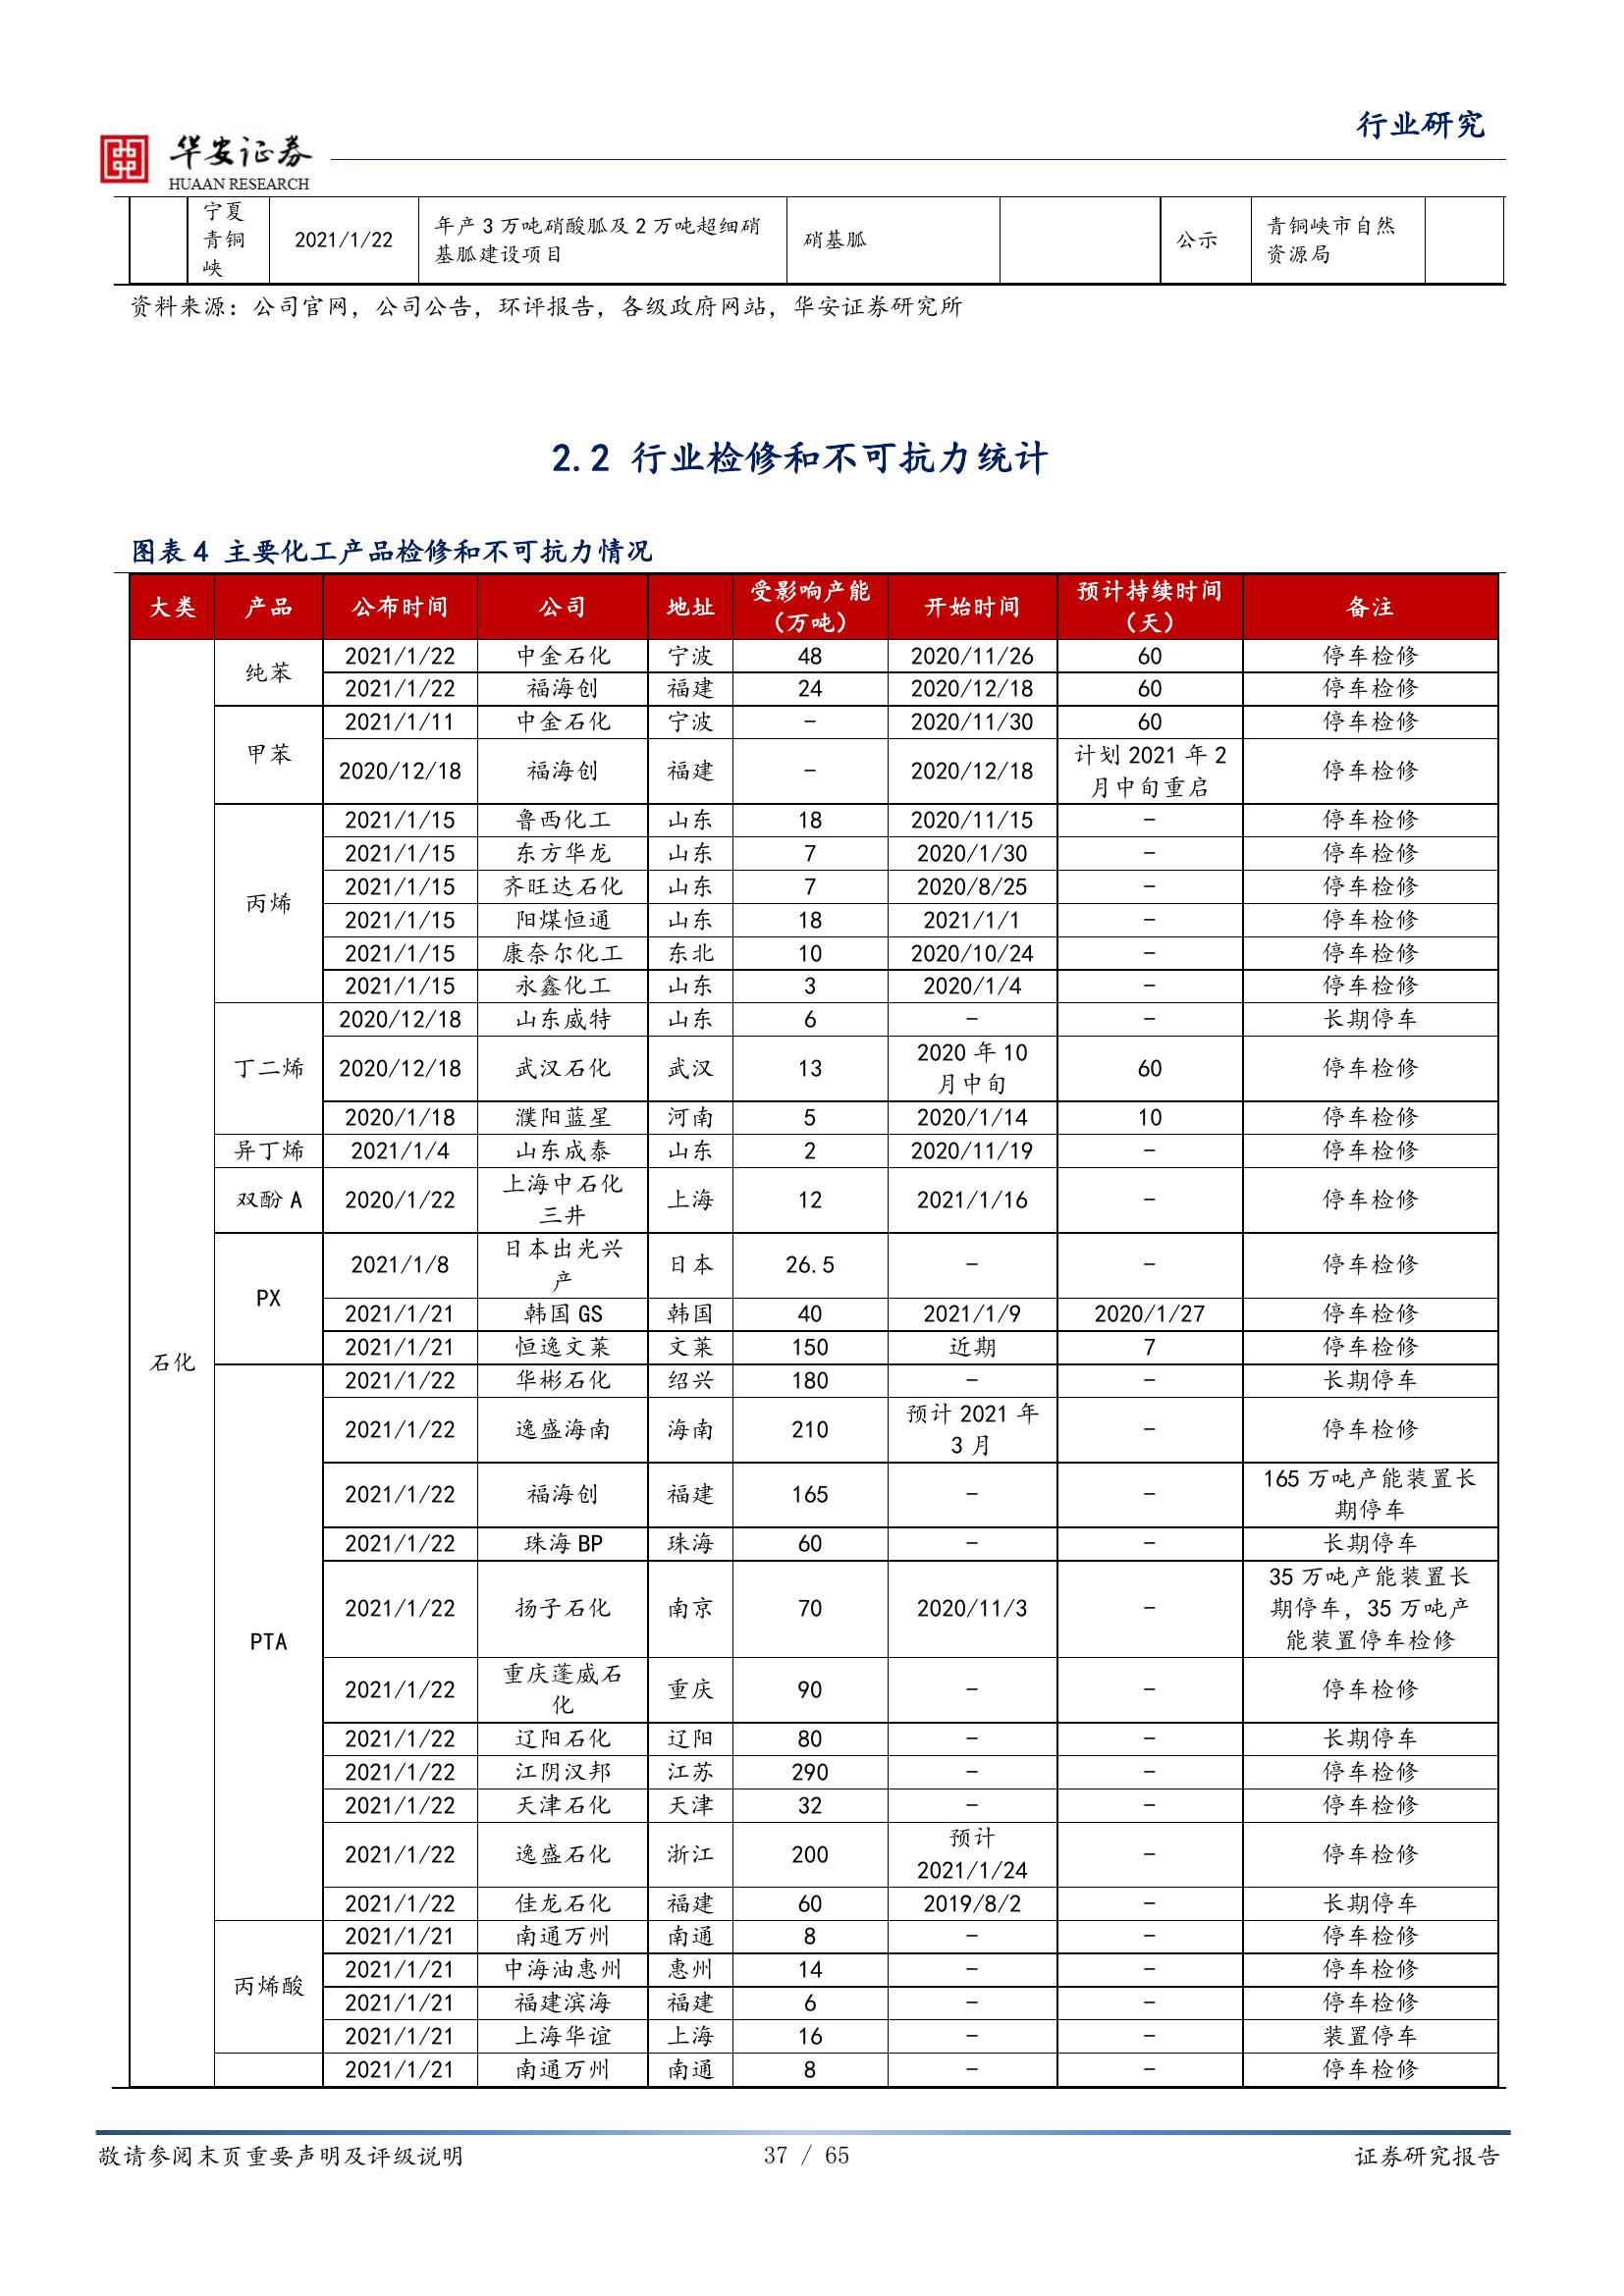 行业研究
华安证券
HUAAN RESEARCH
宁夏青铜峡 2021/1/22 年产 3 万吨硝酸胍及 2 万吨超细硝基胍建设项目 硝基胍 公示 青铜峡市自然资源局
资料来源：公司官网，公司公告，环评报告，各级政府网站，华安证券研究所
2.2 行业检修和不可抗力统计
图表 4 主要化工产品检修和不可抗力情况
大类 产品 公布时间 公司 地址 受影响产能（万吨） 开始时间 预计持续时间（天） 备注
石化
纯苯 2021/1/22 中金石化 宁波 48 2020/11/26 60 停车检修
2021/1/22 福海创 福建 24 2020/12/18 60 停车检修
甲苯 2021/1/11 中金石化 宁波 - 2020/11/30 60 停车检修
2020/12/18 福海创 福建 - 2020/12/18 计划 2021 年 2 月中旬重启 停车检修
丙烯 2021/1/15 鲁西化工 山东 18 2020/11/15 - 停车检修
2021/1/15 东方华龙 山东 7 2020/1/30 - 停车检修
2021/1/15 齐旺达石化 山东 7 2020/8/25 - 停车检修
2021/1/15 阳煤恒通 山东 18 2021/1/1 - 停车检修
2021/1/15 康奈尔化工 东北 10 2020/10/24 - 停车检修
2021/1/15 永鑫化工 山东 3 2020/1/4 - 停车检修
丁二烯 2020/12/18 山东威特 山东 6 - - 长期停车
2020/12/18 武汉石化 武汉 13 2020 年 10 月中旬 60 停车检修
2020/1/18 濮阳蓝星 河南 5 2020/1/14 10 停车检修
异丁烯 2021/1/4 山东成泰 山东 2 2020/11/19 - 停车检修
双酚 A 2020/1/22 上海中石化三井 上海 12 2021/1/16 - 停车检修
PX 2021/1/8 日本出光兴产 日本 26.5 - - 停车检修
2021/1/21 韩国 GS 韩国 40 2021/1/9 2020/1/27 停车检修
2021/1/21 恒逸文莱 文莱 150 近期 7 停车检修
PTA 2021/1/22 华彬石化 绍兴 180 - - 长期停车
2021/1/22 逸盛海南 海南 210 预计 2021 年 3 月 - 停车检修
2021/1/22 福海创 福建 165 - - 165 万吨产能装置长期停车
2021/1/22 珠海 BP 珠海 60 - - 长期停车
2021/1/22 扬子石化 南京 70 2020/11/3 - 35 万吨产能装置长期停车，35 万吨产能装置停车检修
2021/1/22 重庆蓬威石化 重庆 90 - - 停车检修
2021/1/22 辽阳石化 辽阳 80 - - 长期停车
2021/1/22 江阴汉邦 江苏 290 - - 停车检修
2021/1/22 天津石化 天津 32 - - 停车检修
2021/1/22 逸盛石化 浙江 200 预计 2021/1/24 - 停车检修
2021/1/22 佳龙石化 福建 60 2019/8/2 - 长期停车
丙烯酸 2021/1/21 南通万州 南通 8 - - 停车检修
2021/1/21 中海油惠州 惠州 14 - - 停车检修
2021/1/21 福建滨海 福建 6 - - 停车检修
2021/1/21 上海华谊 上海 16 - - 装置停车
2021/1/21 南通万州 南通 8 - - 停车检修
敬请参阅末页重要声明及评级说明 37 / 65 证券研究报告